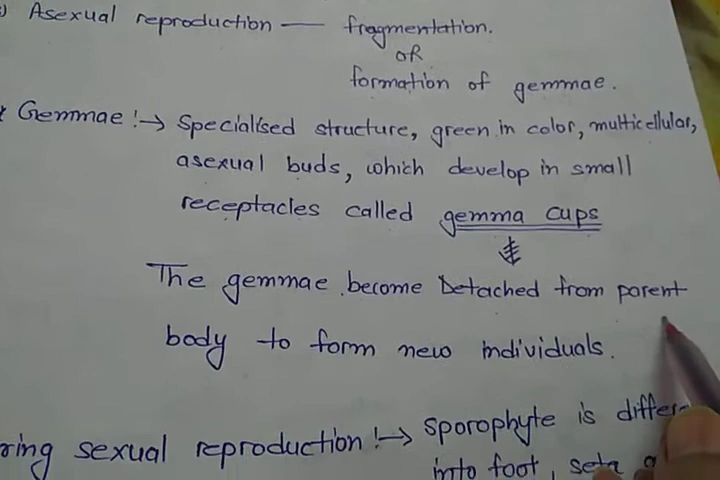 Asexual reproduction — fragmentation.
OR
formation of gemmae.
Gemmae :→ Specialised structure, green in color, multicellular,
asexual buds, which develop in small
receptacles called gemma cups
The gemmae become Detached from parent
body to form new individuals.
sexual reproduction :→ sporophyte is
into foot, seta